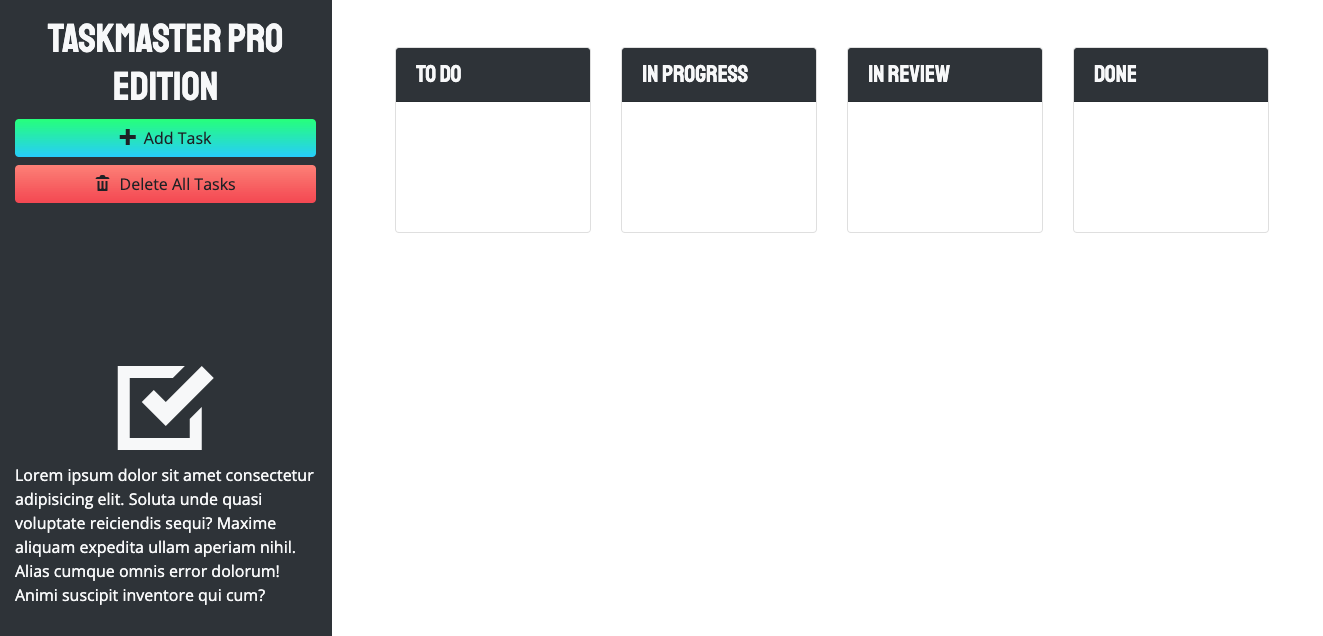 TASKMASTER PRO
EDITION
Add Task
Delete All Tasks
Lorem ipsum dolor sit amet consectetur
adipisicing elit. Soluta unde quasi
voluptate reiciendis sequi? Maxime
aliquam expedita ullam aperiam nihil.
Alias cumque omnis error dolorum!
Animi suscipit inventore qui cum?
TO DO
IN PROGRESS
IN REVIEW
DONE